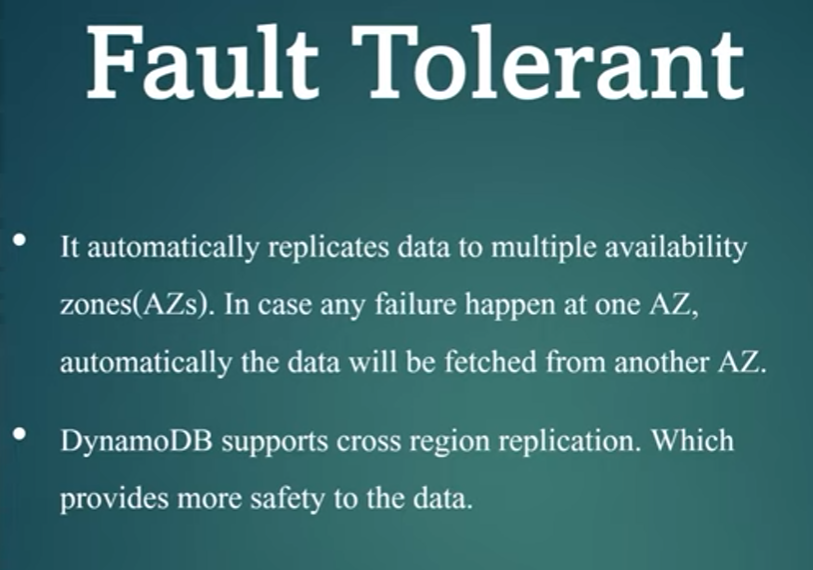 Fault Tolerant
• It automatically replicates data to multiple availability
zones(AZs). In case any failure happen at one AZ,
automatically the data will be fetched from another AZ.
• DynamoDB supports cross region replication. Which
provides more safety to the data.